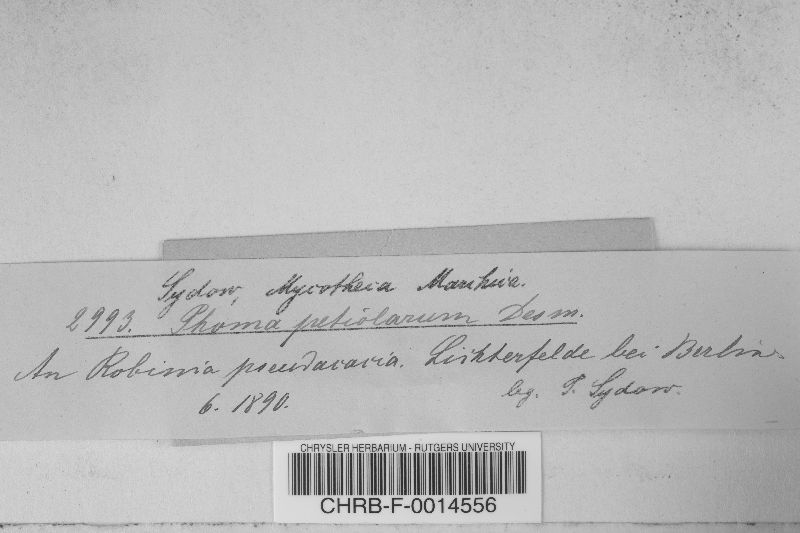 Sydow, Mycotheca Marchica.
2993. Phoma petiolarum Desm.
An Robinia pseudacacia. Lichterfelde bei Berlin.
6. 1890. leg. P. Sydow.
CHRYSLER HERBARIUM - RUTGERS UNIVERSITY
CHRB-F-0014556